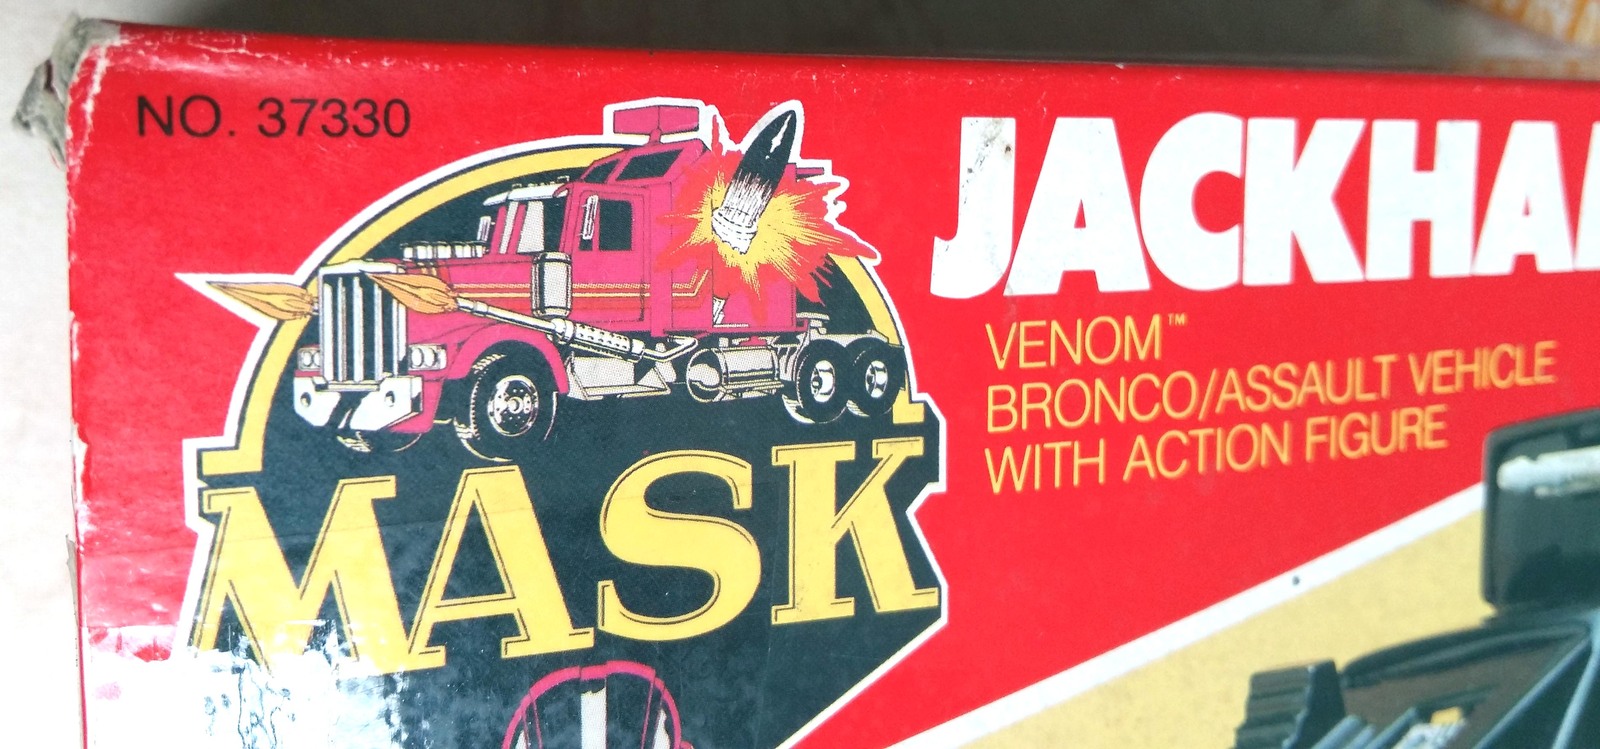 NO. 37330
JACKHA
VENOM™
BRONCO/ASSAULT VEHICLE
WITH ACTION FIGURE
MASK